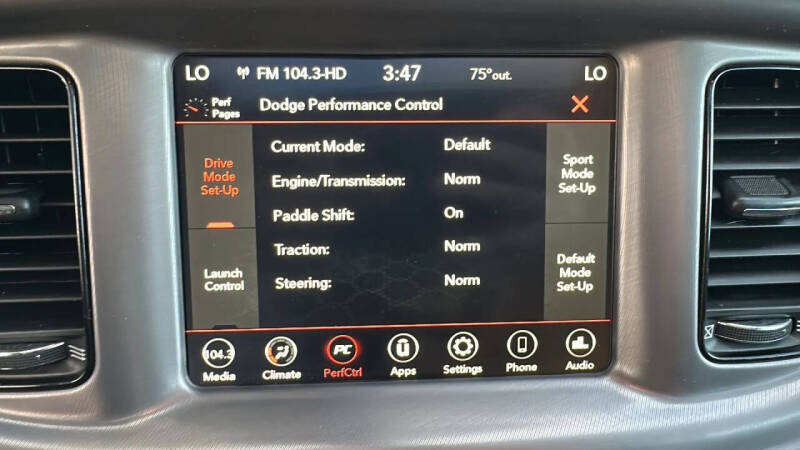 LO FM 104.3-HD 3:47 75°out. LO
Perf
Pages
Dodge Performance Control
Drive
Mode
Set-Up
Launch
Control
Current Mode: Default
Engine/Transmission: Norm
Paddle Shift: On
Traction: Norm
Steering: Norm
Sport
Mode
Set-Up
Default
Mode
Set-Up
104.3 PC U
Media Climate PerfCtrl Apps Settings Phone Audio